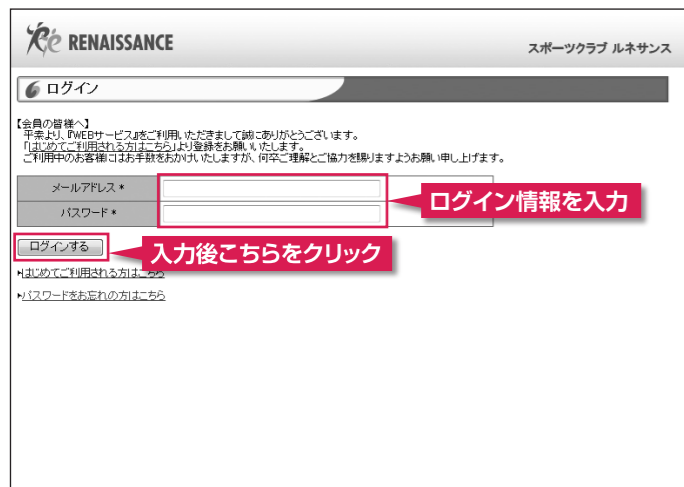 Ré RENAISSANCE
スポーツクラブ ルネサンス
ログイン
【会員の皆様へ】
平素より、『WEBサービス』をご利用いただきまして誠にありがとうございます。
「はじめてご利用される方はこちら」より登録をお願いいたします。
ご利用中のお客様にはお手数をおかけいたしますが、何卒ご理解とご協力を賜りますようお願い申し上げます。
メールアドレス *
ログイン情報を入力
パスワード *
ログインする
入力後こちらをクリック
はじめてご利用される方はこちら
パスワードをお忘れの方はこちら